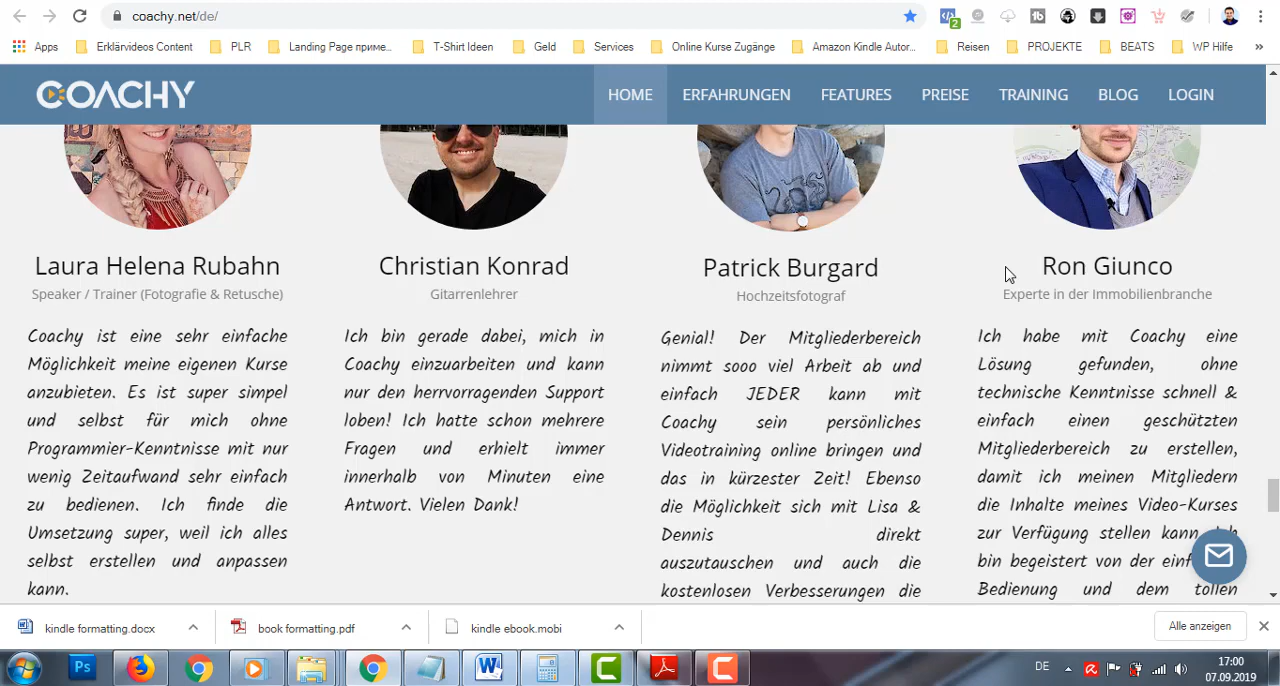 coachy.net/de/
2
Apps Erklärvideos Content PLR Landing Page приме... T-Shirt Ideen Geld Services Online Kurse Zugänge Amazon Kindle Autor... Reisen PROJEKTE BEATS WP Hilfe »
COACHY HOME ERFAHRUNGEN FEATURES PREISE TRAINING BLOG LOGIN
Laura Helena Rubahn
Speaker / Trainer (Fotografie & Retusche)
Coachy ist eine sehr einfache
Möglichkeit meine eigenen Kurse
anzubieten. Es ist super simpel
und selbst für mich ohne
Programmier-Kenntnisse mit nur
wenig Zeitaufwand sehr einfach
zu bedienen. Ich finde die
Umsetzung super, weil ich alles
selbst erstellen und anpassen
kann.
Christian Konrad
Gitarrenlehrer
Ich bin gerade dabei, mich in
Coachy einzuarbeiten und kann
nur den herrvorragenden Support
loben! Ich hatte schon mehrere
Fragen und erhielt immer
innerhalb von Minuten eine
Antwort. Vielen Dank!
Patrick Burgard
Hochzeitsfotograf
Genial! Der Mitgliederbereich
nimmt sooo viel Arbeit ab und
einfach JEDER kann mit
Coachy sein persönliches
Videotraining online bringen und
das in kürzester Zeit! Ebenso
die Möglichkeit sich mit Lisa &
Dennis direkt
auszutauschen und auch die
kostenlosen Verbesserungen die
Ron Giunco
Experte in der Immobilienbranche
Ich habe mit Coachy eine
Lösung gefunden, ohne
technische Kenntnisse schnell &
einfach einen geschützten
Mitgliederbereich zu erstellen,
damit ich meinen Mitgliedern
die Inhalte meines Video-Kurses
zur Verfügung stellen kann.
bin begeistert von der
Bedienung und dem tollen
kindle formatting.docx book formatting.pdf kindle ebook.mobi Alle anzeigen
Ps DE 17:00
07.09.2019